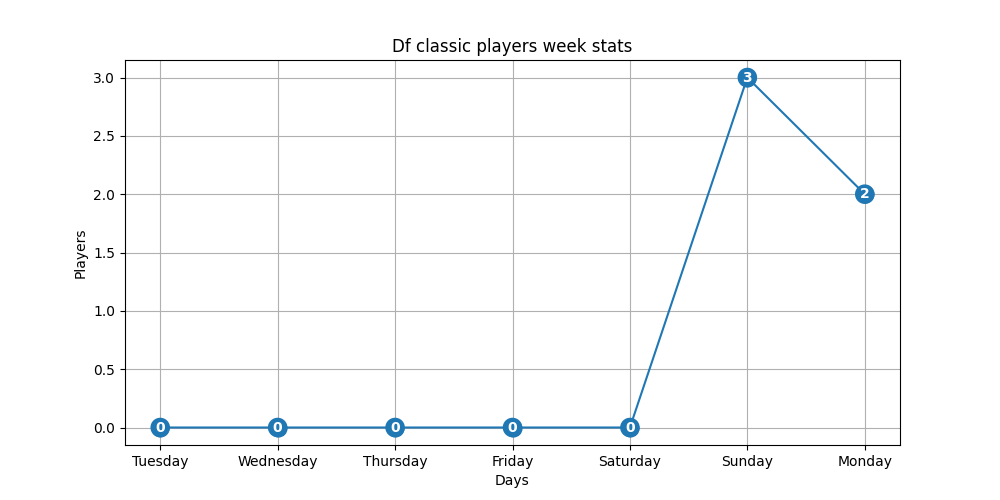 Df classic players week stats
3.0
2.5
2.0
1.5
1.0
0.5
0.0
Players
0 0 0 0 0 3 2
Tuesday Wednesday Thursday Friday Saturday Sunday Monday
Days